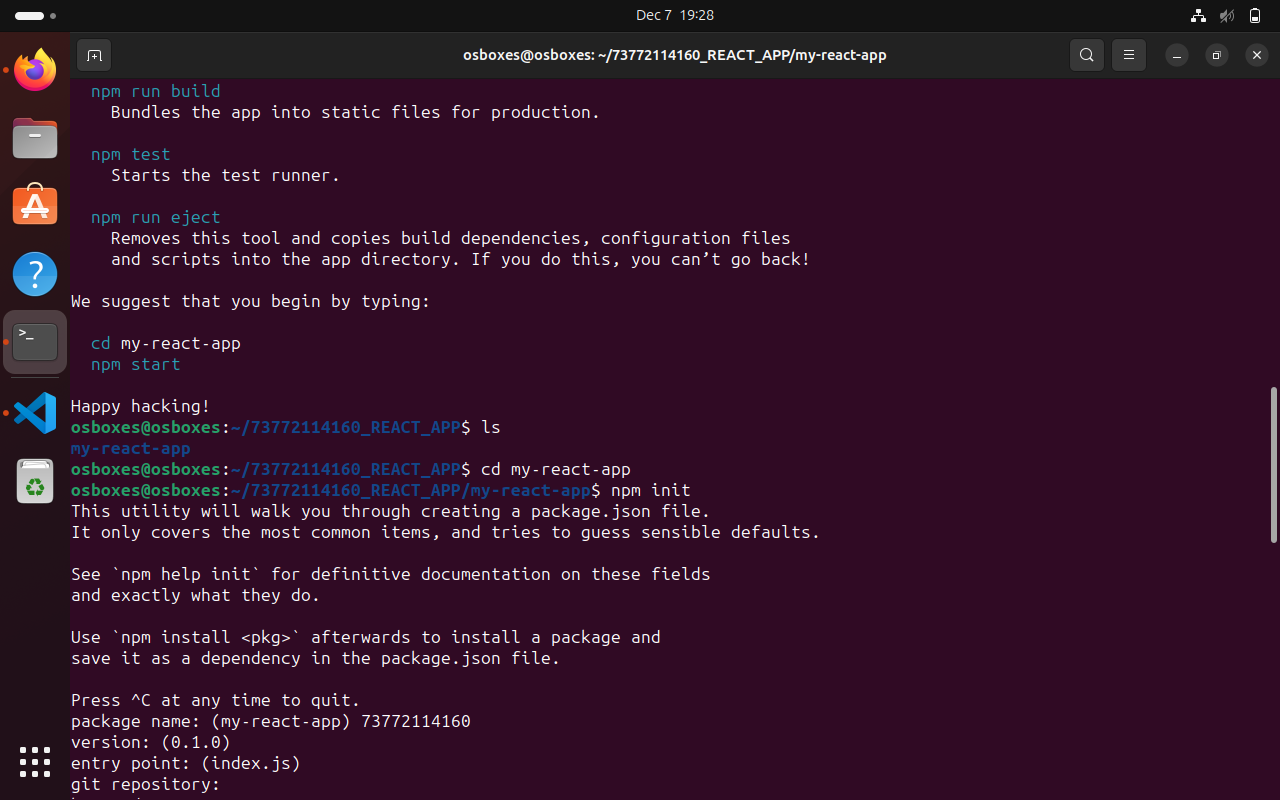 Dec 7 19:28
osboxes@osboxes: ~/73772114160_REACT_APP/my-react-app
npm run build
Bundles the app into static files for production.
npm test
Starts the test runner.
npm run eject
Removes this tool and copies build dependencies, configuration files
and scripts into the app directory. If you do this, you can’t go back!
We suggest that you begin by typing:
cd my-react-app
npm start
Happy hacking!
osboxes@osboxes:~/73772114160_REACT_APP$ ls
my-react-app
osboxes@osboxes:~/73772114160_REACT_APP$ cd my-react-app
osboxes@osboxes:~/73772114160_REACT_APP/my-react-app$ npm init
This utility will walk you through creating a package.json file.
It only covers the most common items, and tries to guess sensible defaults.
See `npm help init` for definitive documentation on these fields
and exactly what they do.
Use `npm install <pkg>` afterwards to install a package and
save it as a dependency in the package.json file.
Press ^C at any time to quit.
package name: (my-react-app) 73772114160
version: (0.1.0)
entry point: (index.js)
git repository: